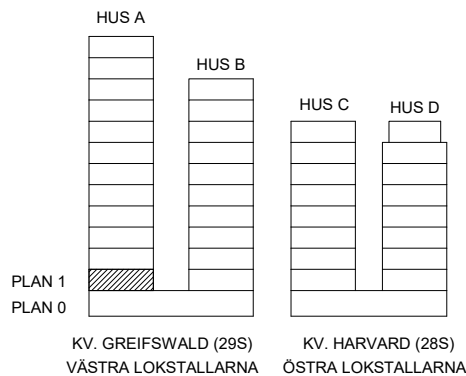 HUS A
HUS B
HUS C
HUS D
PLAN 1
PLAN 0
KV. GREIFSWALD (29S)
VÄSTRA LOKSTALLARNA
KV. HARVARD (28S)
ÖSTRA LOKSTALLARNA